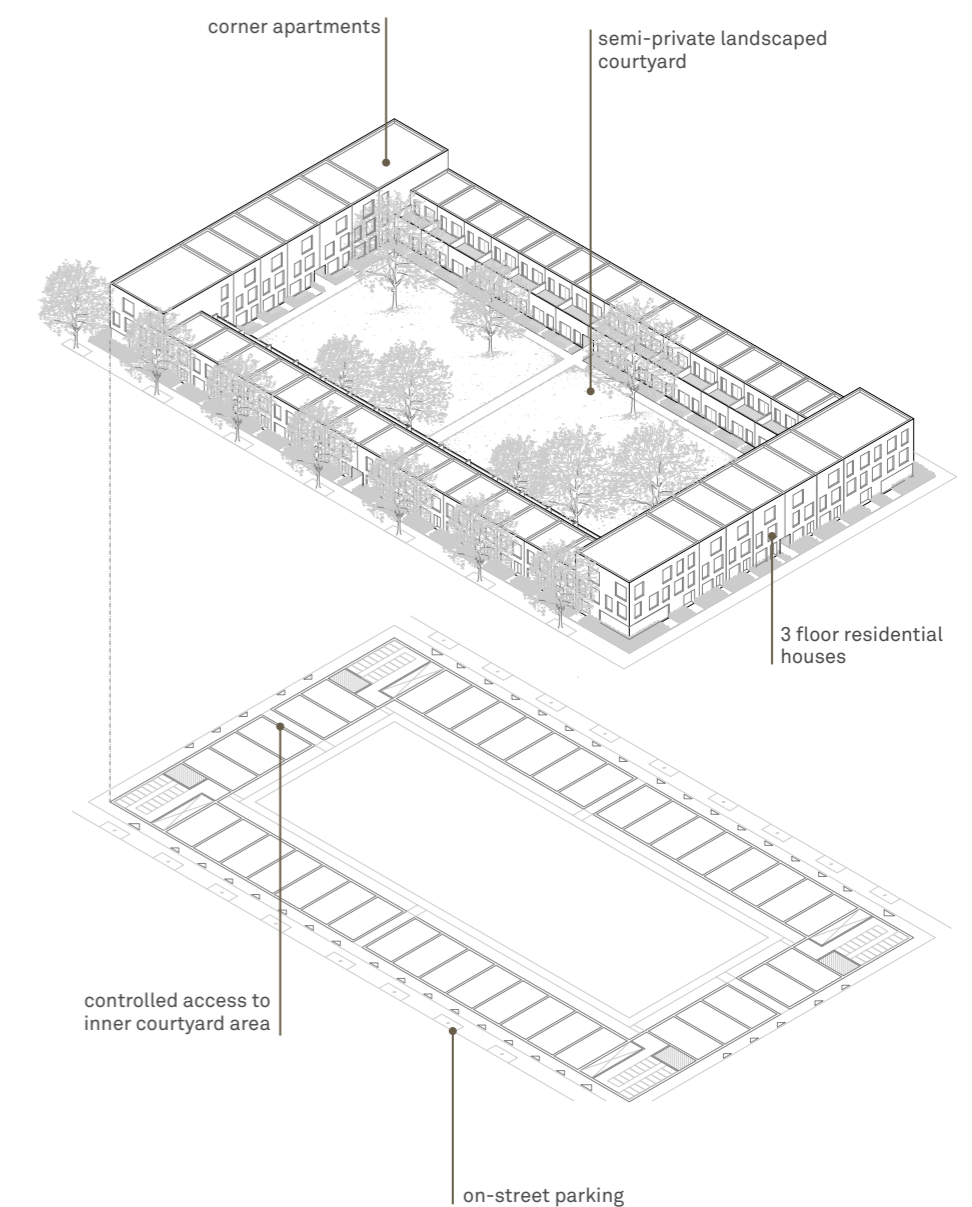 corner apartments
semi-private landscaped
courtyard
3 floor residential
houses
controlled access to
inner courtyard area
on-street parking